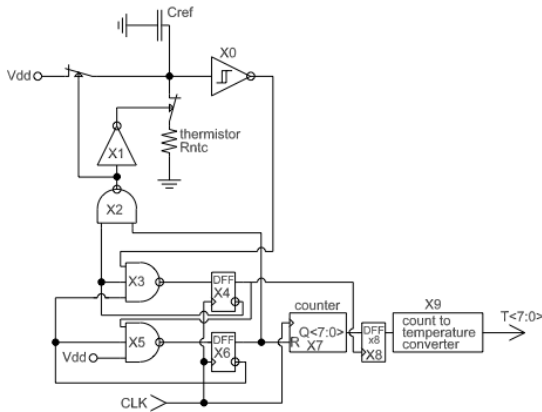 Cref
X0
Vdd
thermistor
Rntc
X1
X2
X3
DFF
X4
counter
X9
Q<7:0>
X7
R
DFF
x8
X8
count to
temperature
converter
T<7:0>
X5
DFF
X6
Vdd
CLK